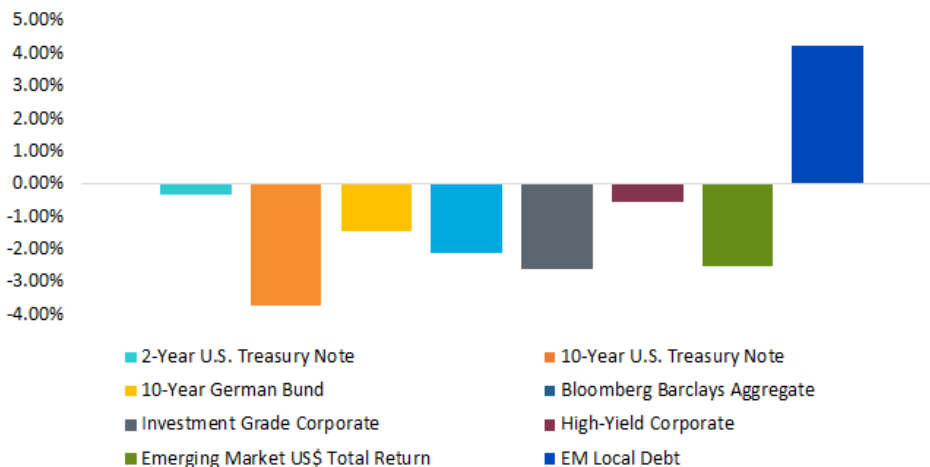 5.00%
4.00%
3.00%
2.00%
1.00%
0.00%
-1.00%
-2.00%
-3.00%
-4.00%
2-Year U.S. Treasury Note
10-Year U.S. Treasury Note
10-Year German Bund
Bloomberg Barclays Aggregate
Investment Grade Corporate
High-Yield Corporate
Emerging Market US$ Total Return
EM Local Debt